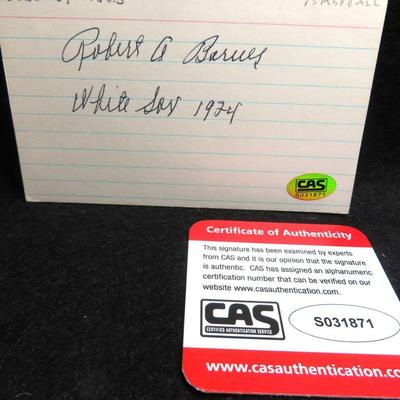 BASEBALL
Robert A Barnes
White Sox 1924
CAS
S031871
Certificate of Authenticity
This signature has been examined by experts
from CAS and it is our opinion that the signature
is authentic. CAS has assigned an alphanumeric
certification number that can be verified on our
website www.casauthentication.com.
CAS
CERTIFIED AUTHENTICATION SERVICE
S031871
www.casauthentication.com